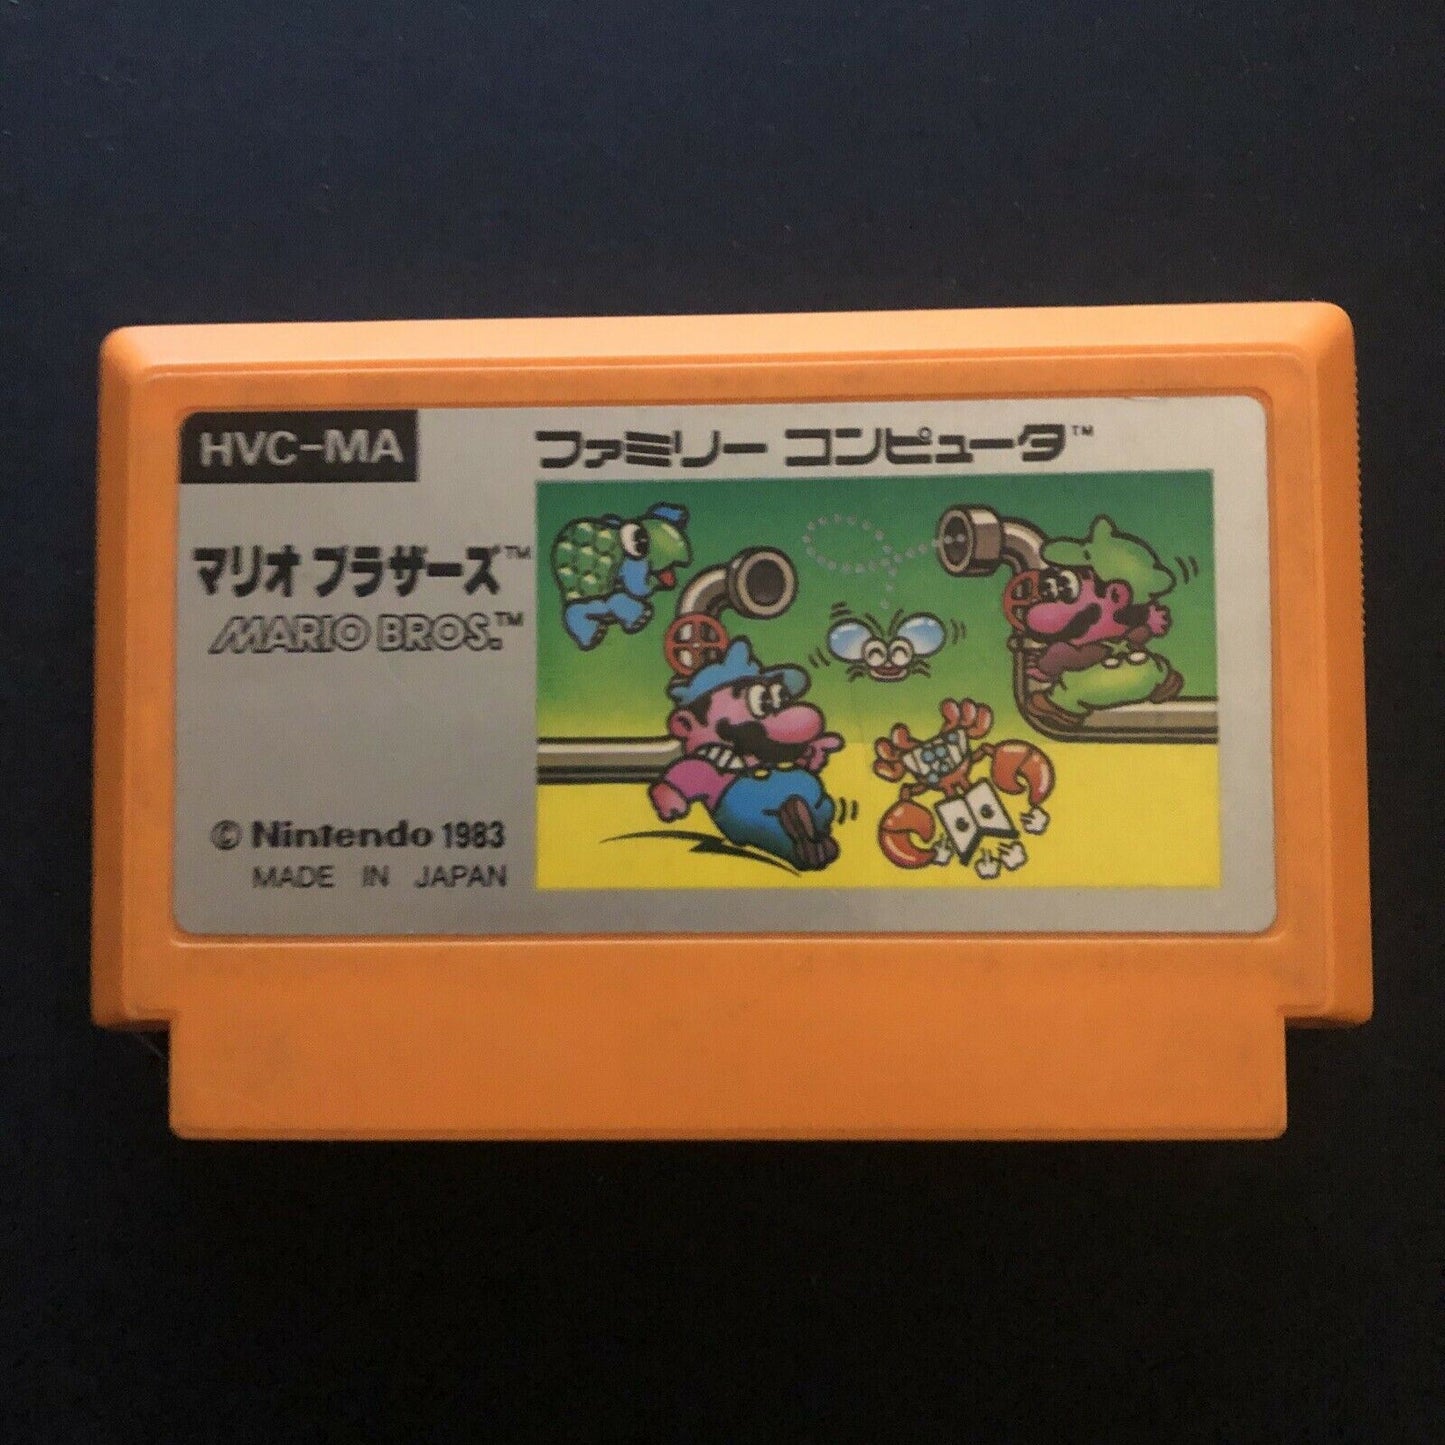 HVC-MA
ファミリー コンピュータ™
マリオ ブラザーズ™
MARIO BROS.™
© Nintendo 1983
MADE IN JAPAN